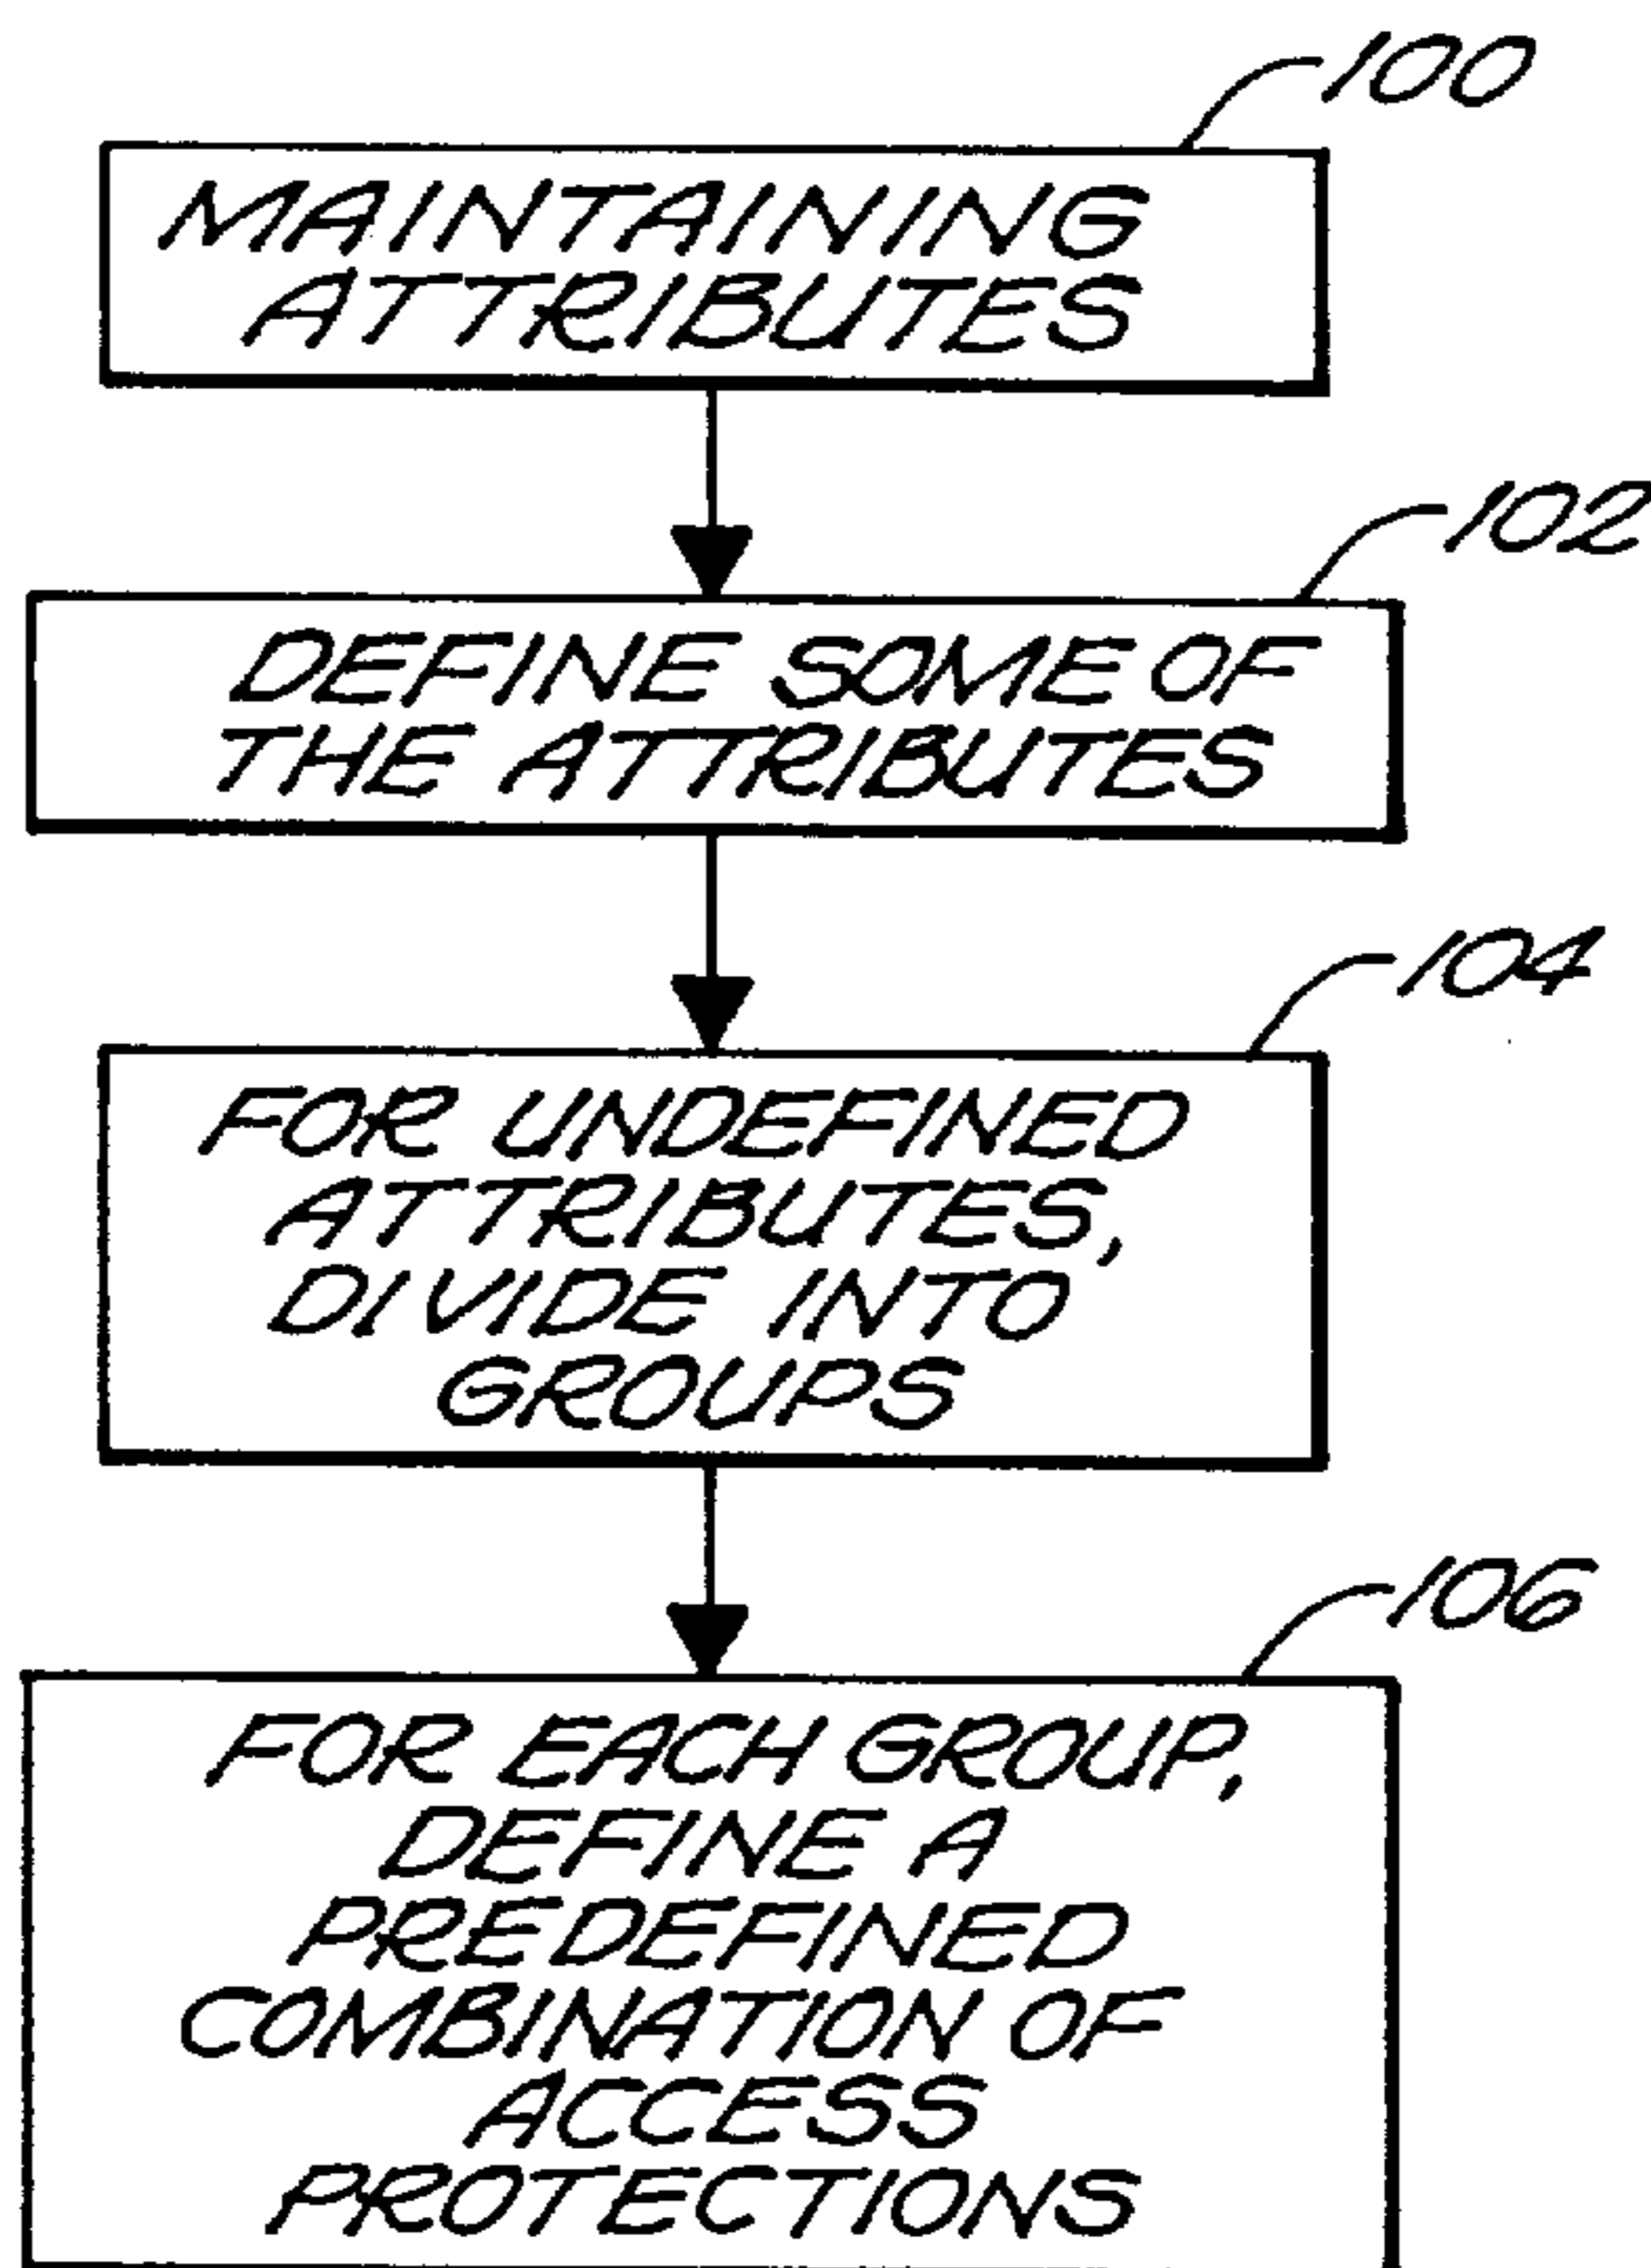 100
MAINTAINING
ATTRIBUTES
102
DEFINE SOME OF
THE ATTRIBUTES
104
FOR UNDEFINED
ATTRIBUTES,
DIVIDE INTO
GROUPS
106
FOR EACH GROUP,
DEFINE A
PREDEFINED
COMBINATION OF
ACCESS
PROTECTIONS